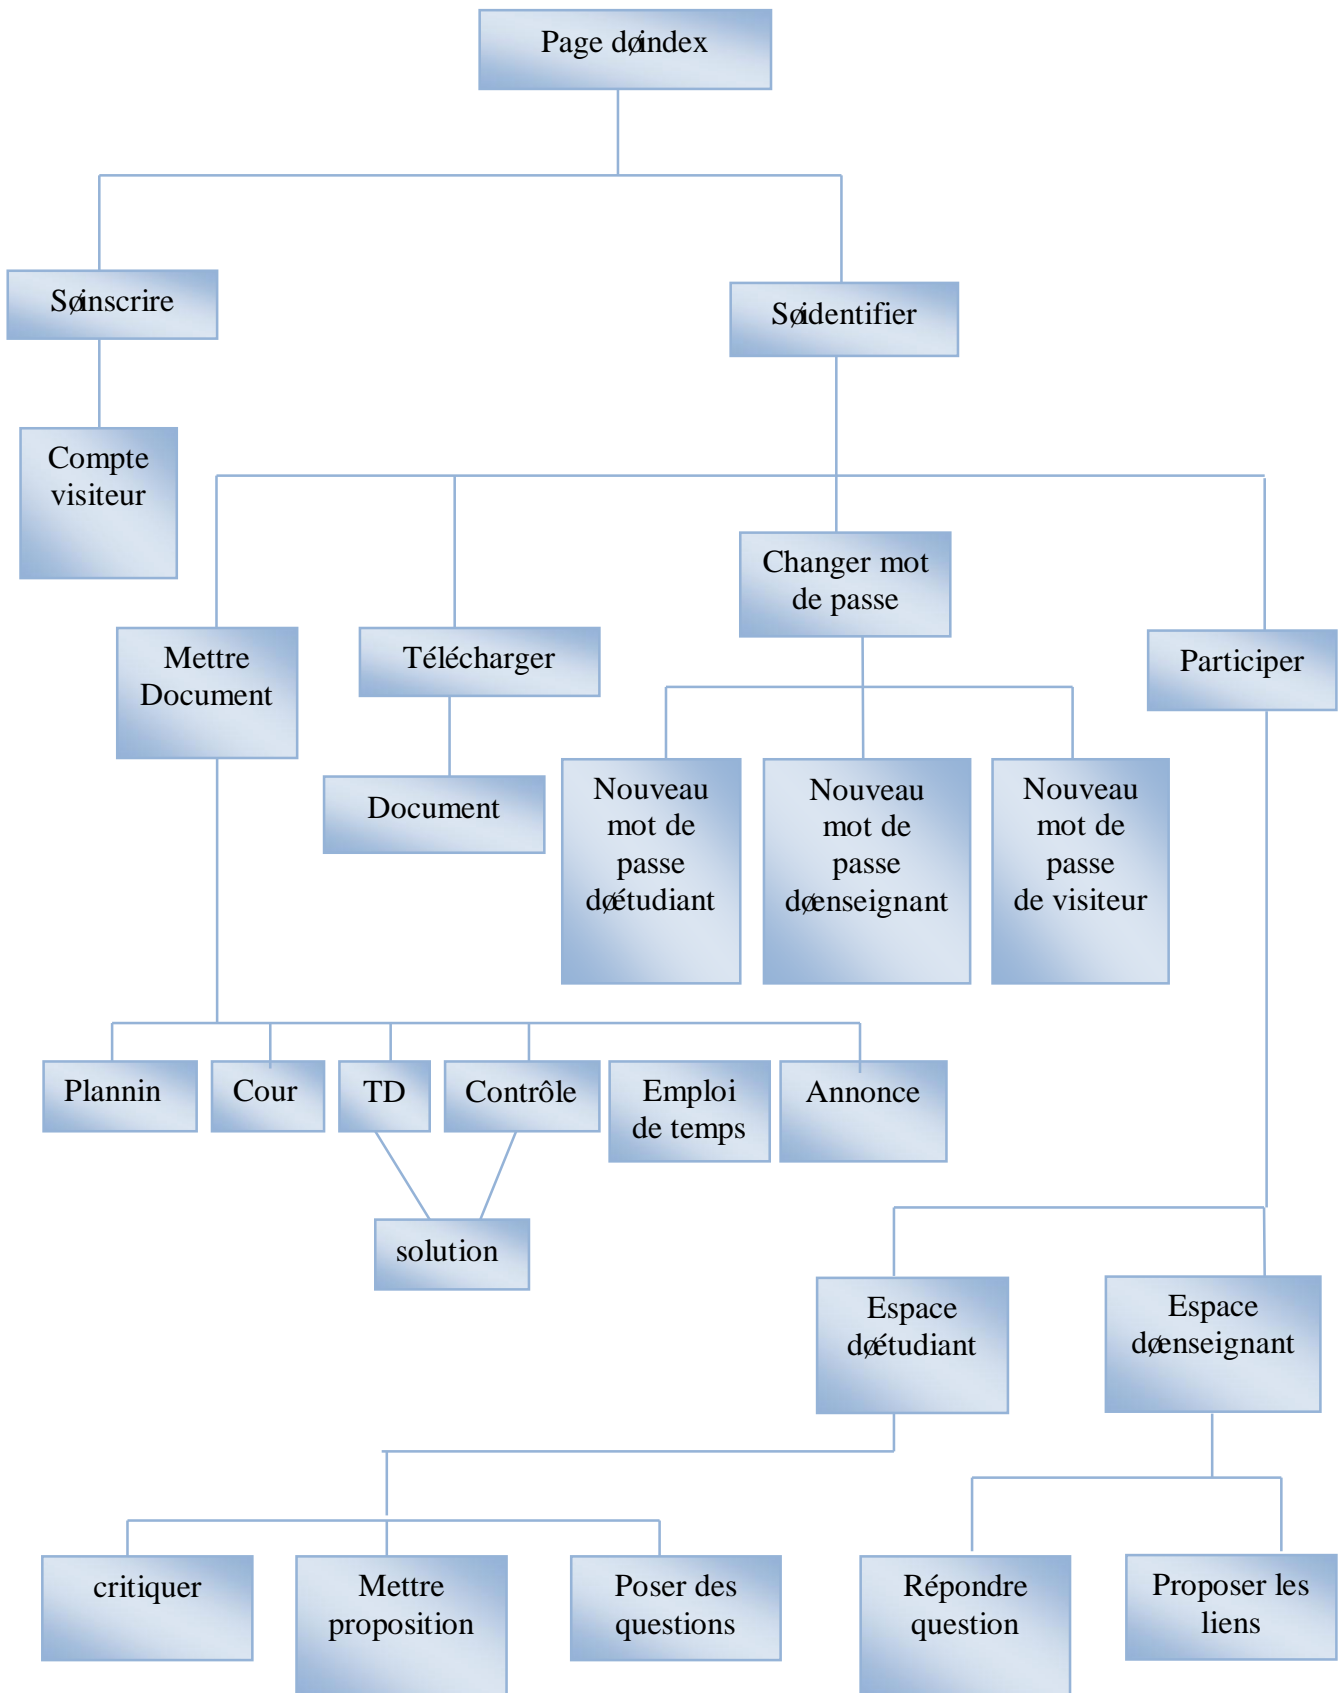 Page døindex
Søinscrire
Søidentifier
Compte
visiteur
Changer mot
de passe
Mettre
Document
Télécharger
Participer
Document
Nouveau
mot de
passe
døétudiant
Nouveau
mot de
passe
døenseignant
Nouveau
mot de
passe
de visiteur
Plannin
Cour
TD
Contrôle
Emploi
de temps
Annonce
solution
Espace
døétudiant
Espace
døenseignant
critiquer
Mettre
proposition
Poser des
questions
Répondre
question
Proposer les
liens